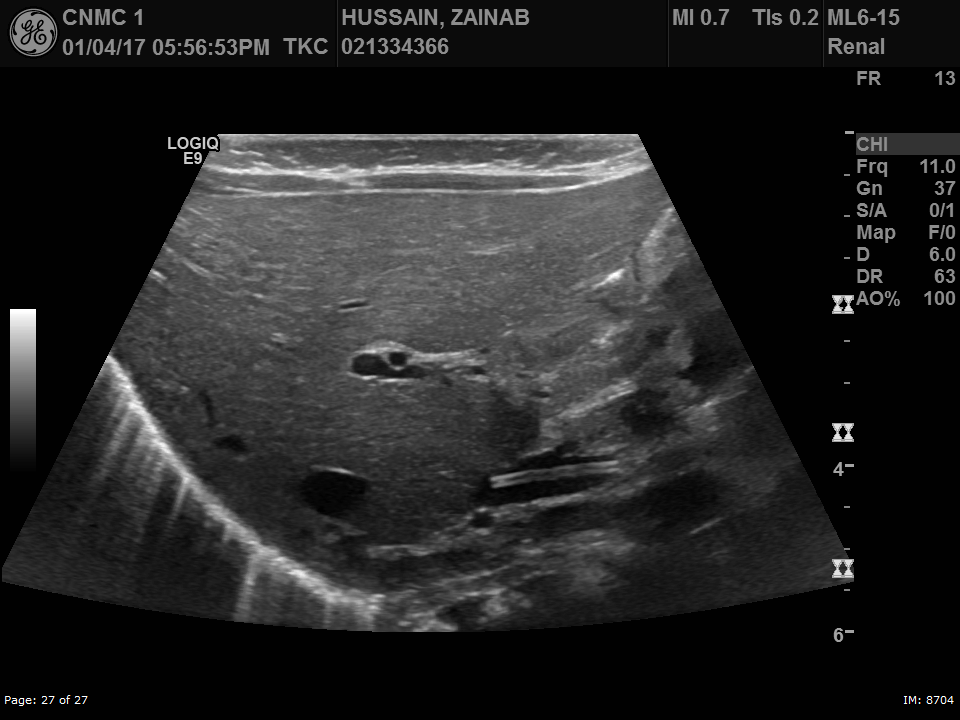 GE
CNMC 1
01/04/17 05:56:53PM TKC
HUSSAIN, ZAINAB
021334366
MI 0.7 TIs 0.2
ML6-15
Renal
FR 13
LOGIQ
E9
CHI
Frq 11.0
Gn 37
S/A 0/1
Map F/0
D 6.0
DR 63
AO% 100
4
6
Page: 27 of 27
IM: 8704